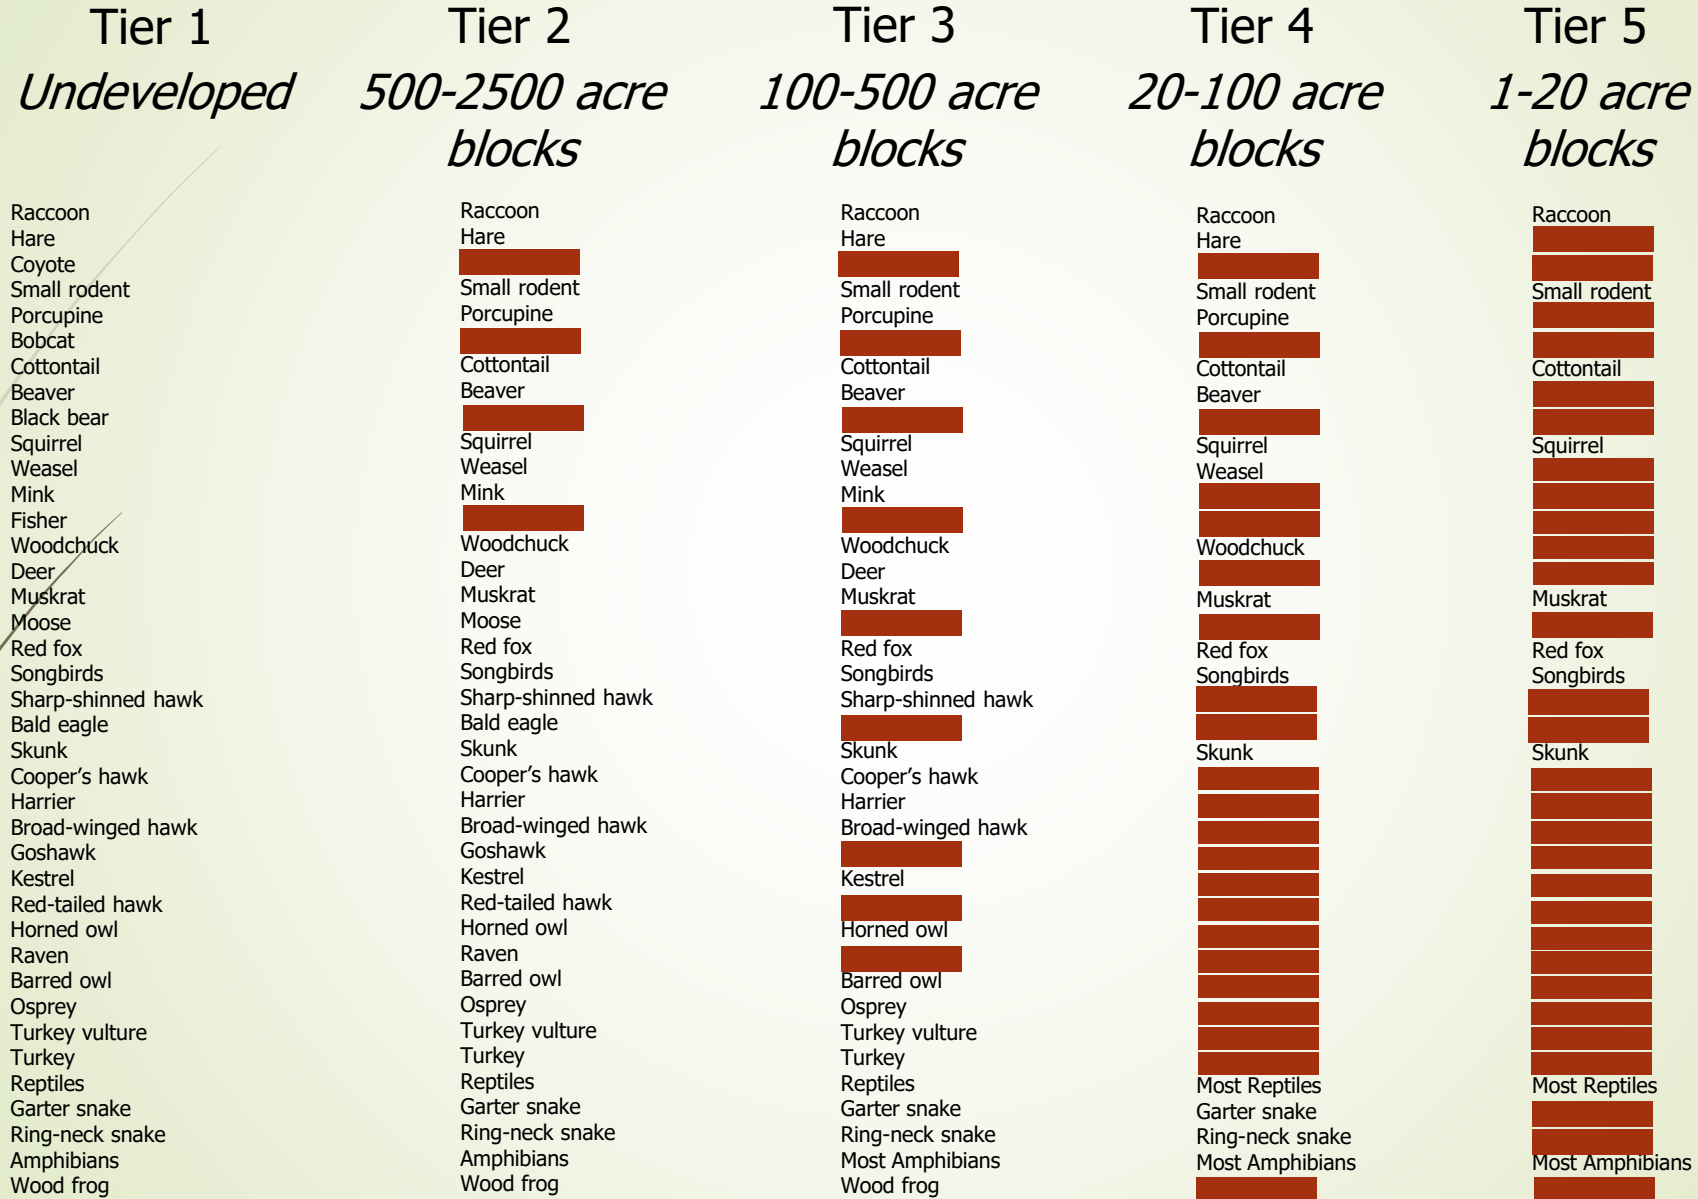 Tier 1
Undeveloped
Raccoon
Hare
Coyote
Small rodent
Porcupine
Bobcat
Cottontail
Beaver
Black bear
Squirrel
Weasel
Mink
Fisher
Woodchuck
Deer
Muskrat
Moose
Red fox
Songbirds
Sharp-shinned hawk
Bald eagle
Skunk
Cooper’s hawk
Harrier
Broad-winged hawk
Goshawk
Kestrel
Red-tailed hawk
Horned owl
Raven
Barred owl
Osprey
Turkey vulture
Turkey
Reptiles
Garter snake
Ring-neck snake
Amphibians
Wood frog
Tier 2
500-2500 acre
blocks
Raccoon
Hare
Small rodent
Porcupine
Cottontail
Beaver
Squirrel
Weasel
Mink
Woodchuck
Deer
Muskrat
Moose
Red fox
Songbirds
Sharp-shinned hawk
Bald eagle
Skunk
Cooper’s hawk
Harrier
Broad-winged hawk
Goshawk
Kestrel
Red-tailed hawk
Horned owl
Raven
Barred owl
Osprey
Turkey vulture
Turkey
Reptiles
Garter snake
Ring-neck snake
Amphibians
Wood frog
Tier 3
100-500 acre
blocks
Raccoon
Hare
Small rodent
Porcupine
Cottontail
Beaver
Squirrel
Weasel
Mink
Woodchuck
Deer
Muskrat
Red fox
Songbirds
Sharp-shinned hawk
Skunk
Cooper’s hawk
Harrier
Broad-winged hawk
Kestrel
Horned owl
Barred owl
Osprey
Turkey vulture
Turkey
Reptiles
Garter snake
Ring-neck snake
Most Amphibians
Wood frog
Tier 4
20-100 acre
blocks
Raccoon
Hare
Small rodent
Porcupine
Cottontail
Beaver
Squirrel
Weasel
Woodchuck
Muskrat
Red fox
Songbirds
Skunk
Most Reptiles
Garter snake
Ring-neck snake
Most Amphibians
Tier 5
1-20 acre
blocks
Raccoon
Small rodent
Cottontail
Squirrel
Muskrat
Red fox
Songbirds
Skunk
Most Reptiles
Most Amphibians